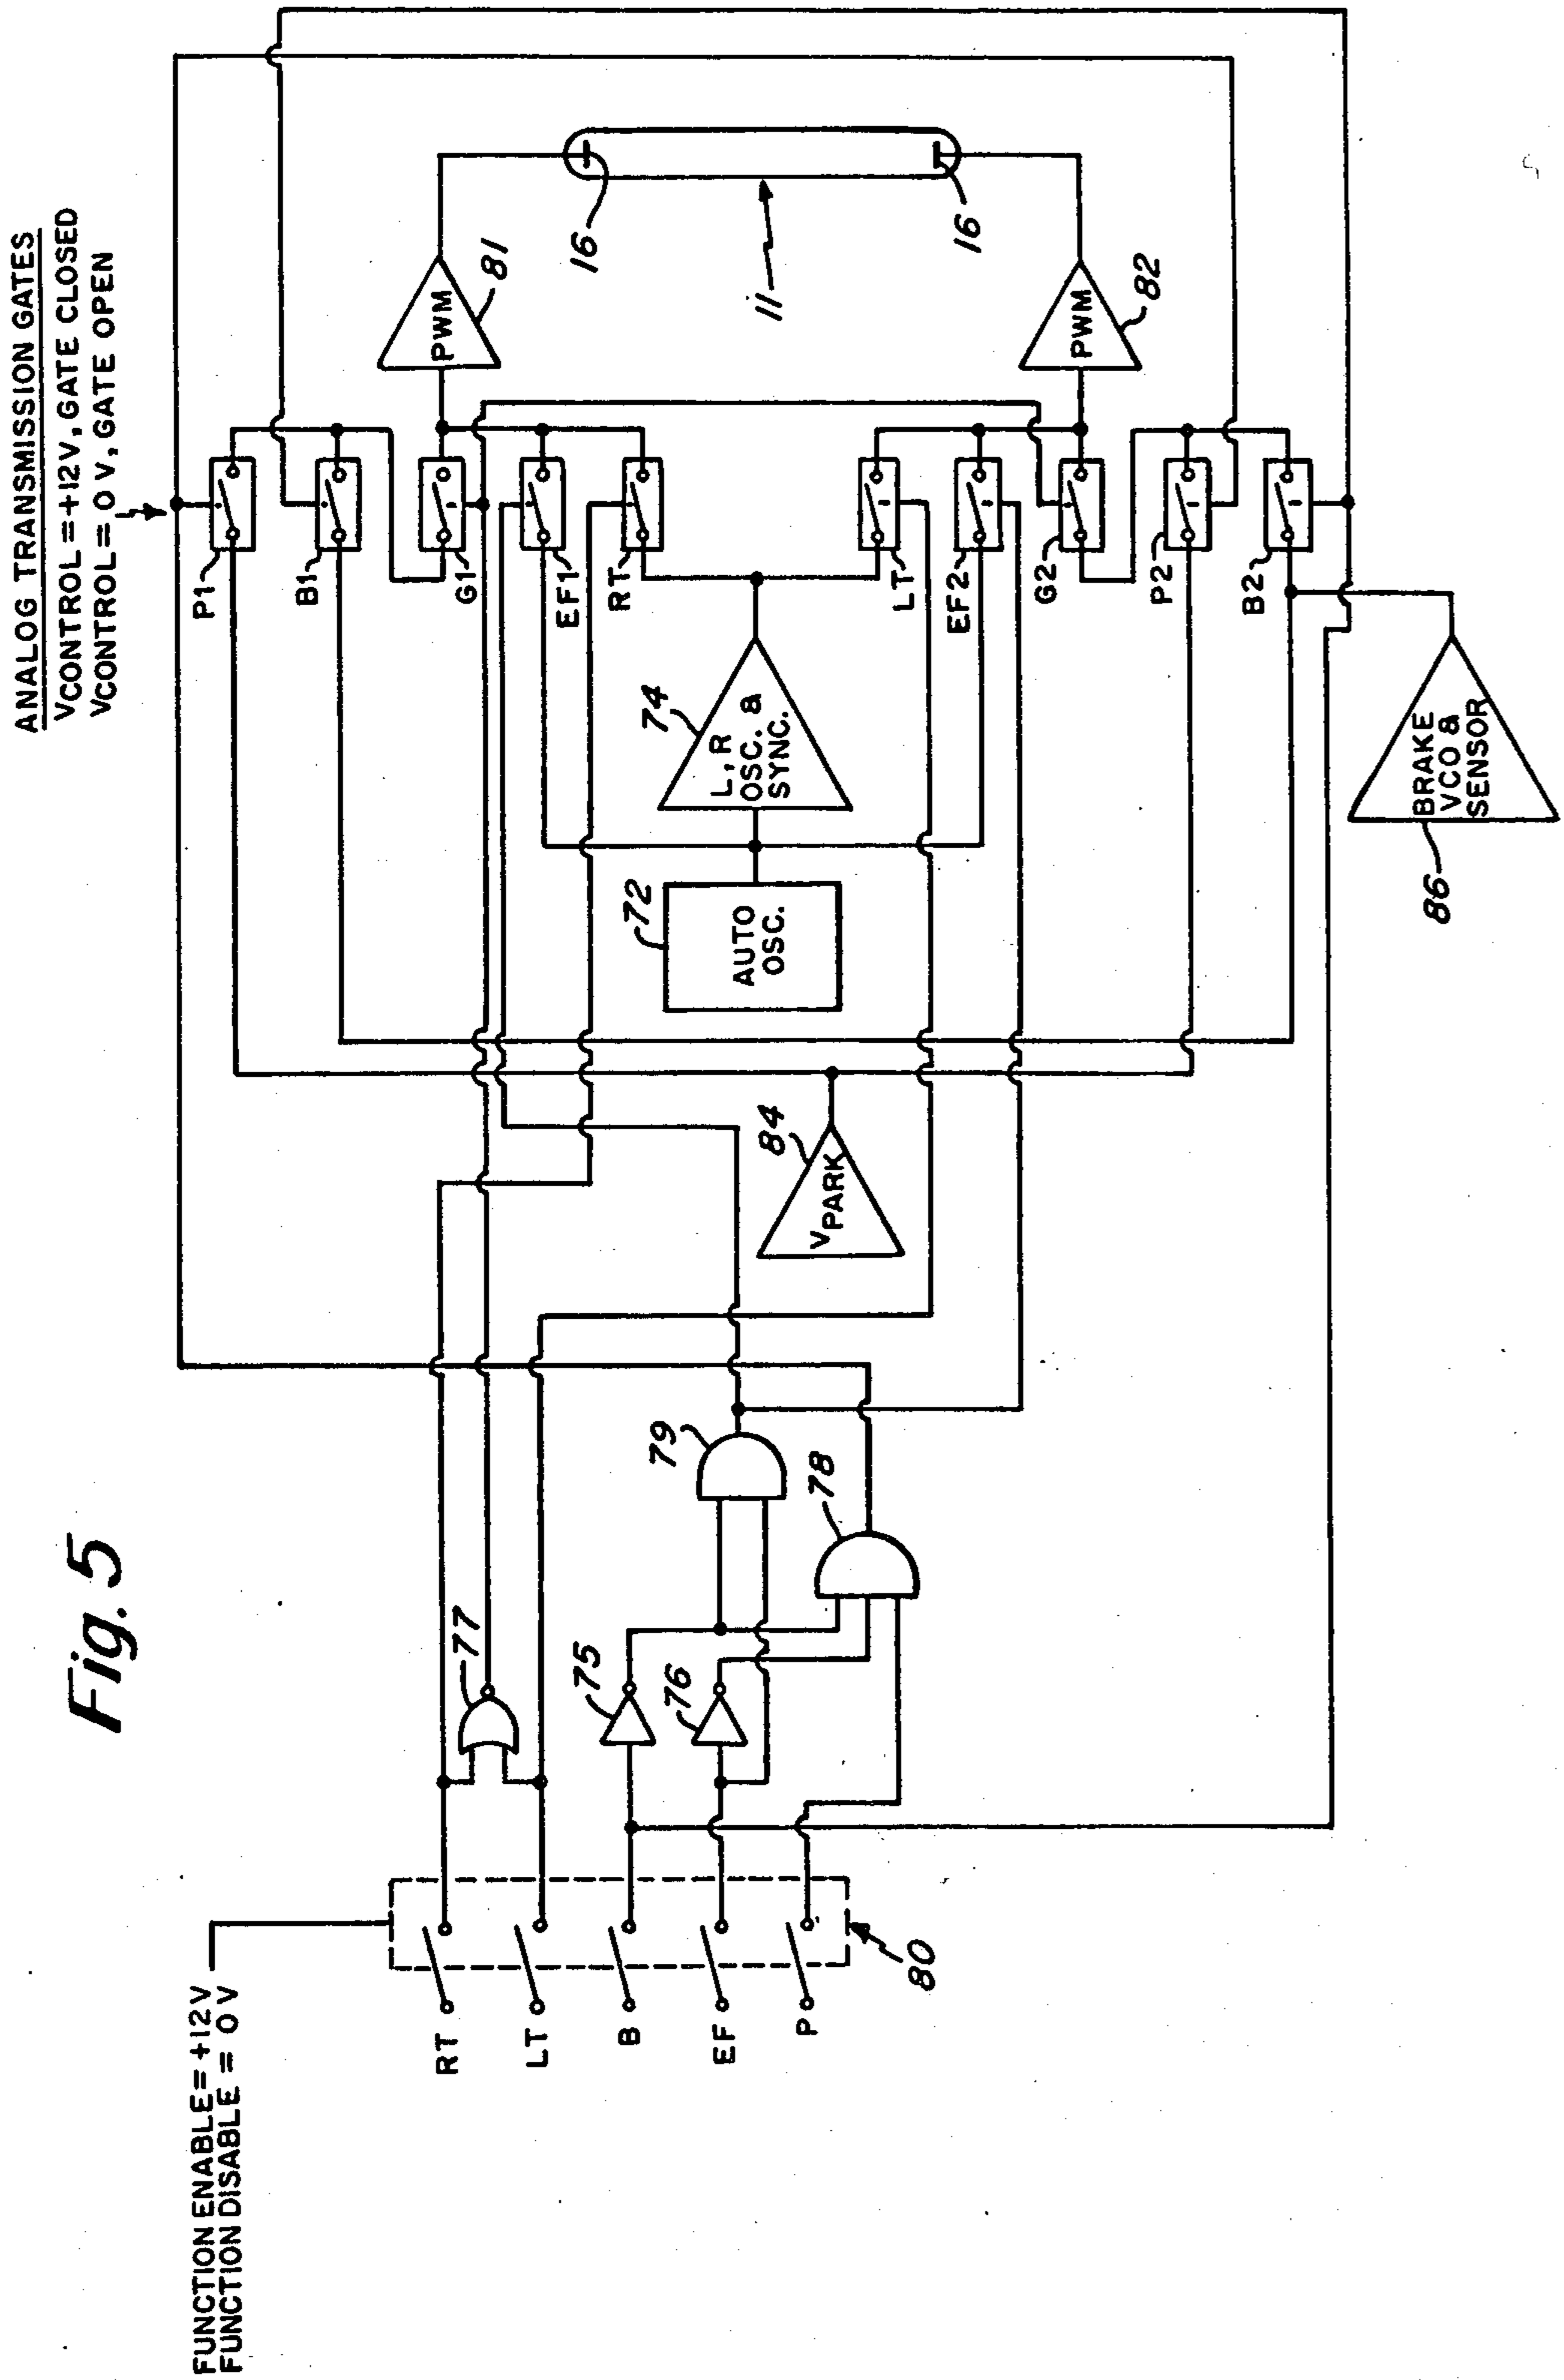 Fig. 5
ANALOG TRANSMISSION GATES
VCONTROL=+12V, GATE CLOSED
VCONTROL= 0 V, GATE OPEN
FUNCTION ENABLE=+12V
FUNCTION DISABLE = 0V
RT
LT
B
EF
P
80
77
75
76
79
78
84
VPARK
72
AUTO
OSC.
74
L, R
OSC. &
SYNC.
86
BRAKE
VCO &
SENSOR
P1
B1
G1
EF1
RT
LT
EF2
G2
P2
B2
PWM
81
PWM
82
16
11
16